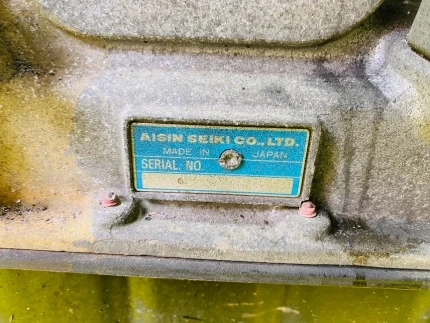 AISIN SEIKI CO., LTD.
MADE IN JAPAN
SERIAL. NO.